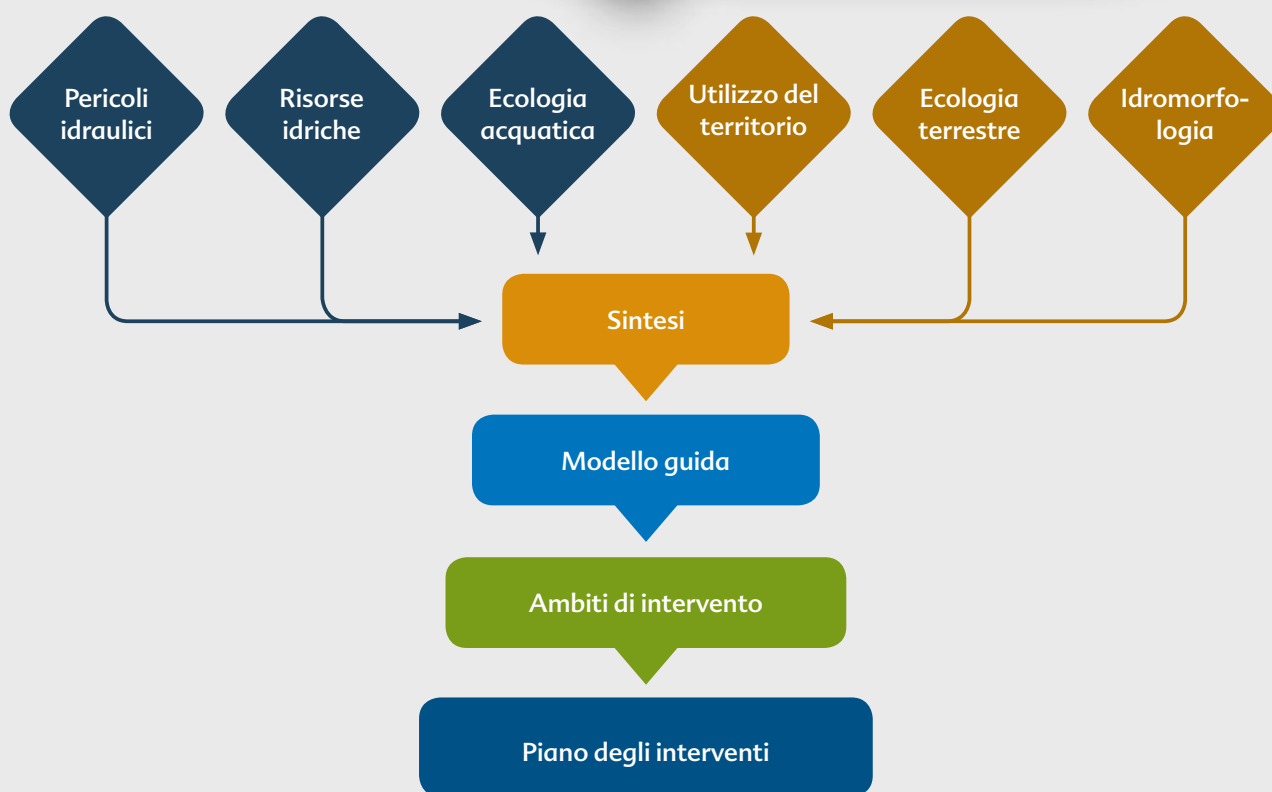 Pericoli
idraulici
Risorse
idriche
Ecologia
acquatica
Utilizzo del
territorio
Ecologia
terrestre
Idromorfo-
logia
Sintesi
Modello guida
Ambiti di intervento
Piano degli interventi